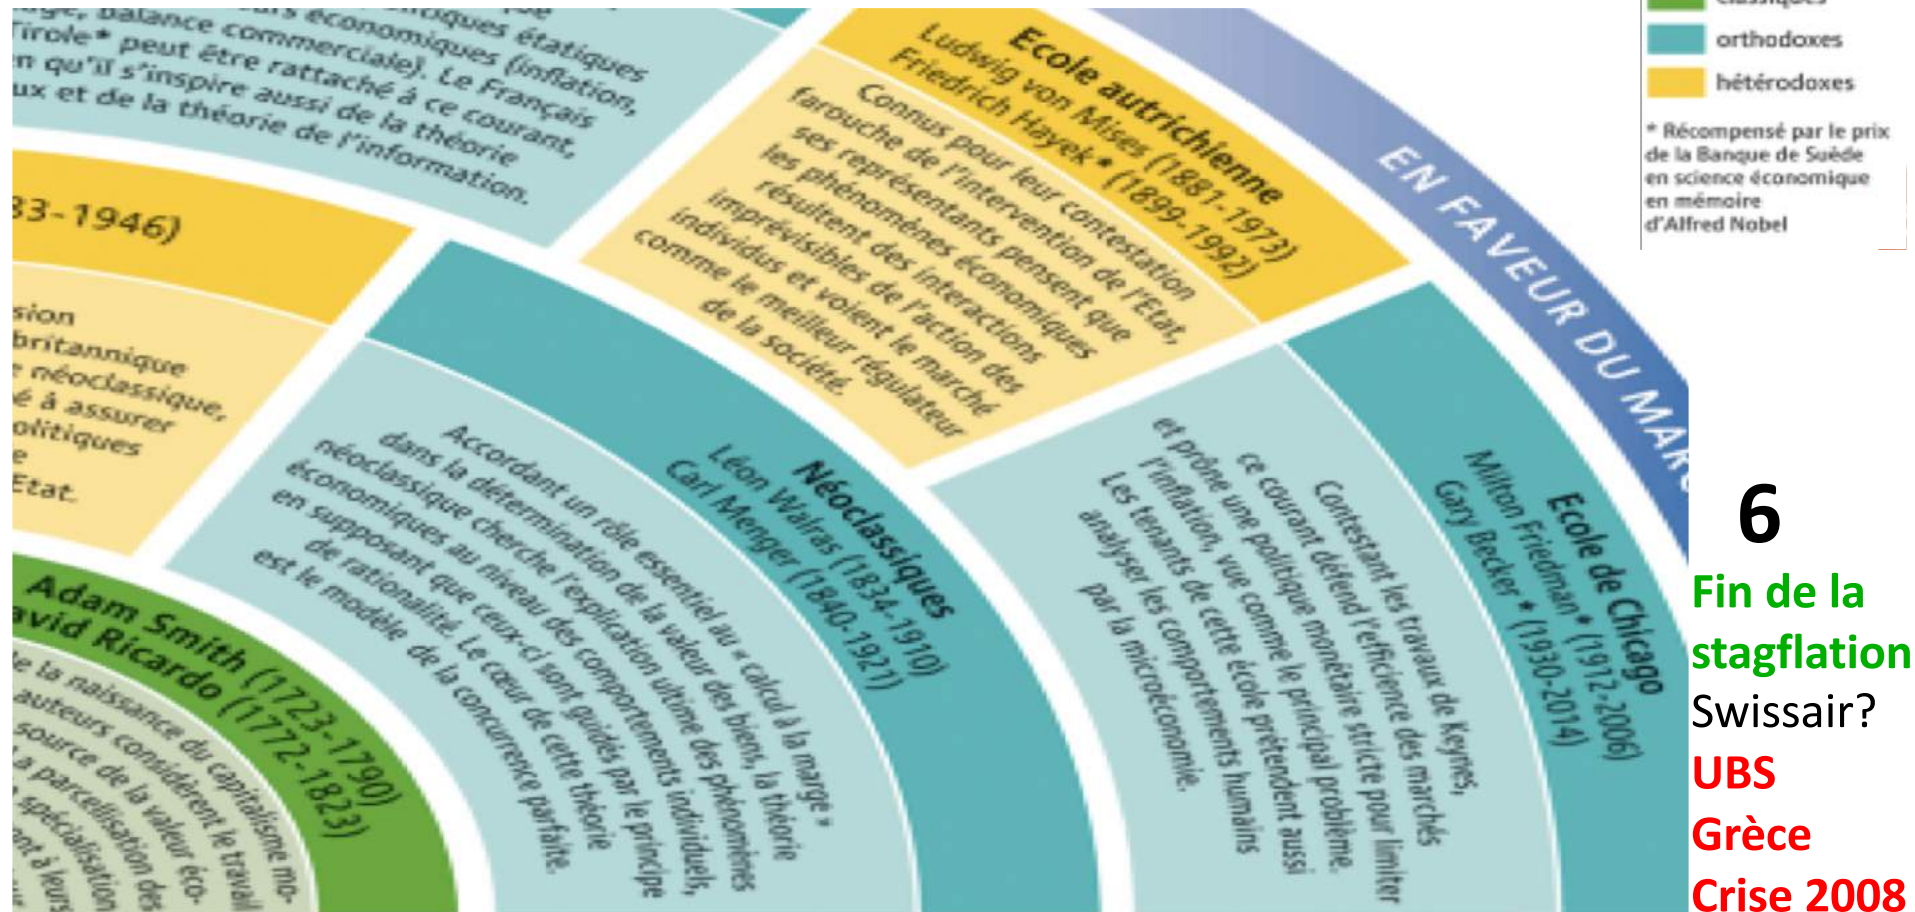 uge, balance commerciale). Le Français
Tirole* peut être rattaché à ce courant,
en qu'il s'inspire aussi de la théorie
ux et de la théorie de l'information.
économiques (inflation,
étatiques
Ecole autrichienne
Ludwig von Mises (1881-1973)
Friedrich Hayek* (1899-1992)
Connus pour leur contestation
farouche de l'intervention de l'Etat,
ses représentants pensent que
les phénomènes économiques
résultent des interactions
imprévisibles de l'action des
individus et voient le marché
comme le meilleur régulateur
de la société.
EN FAVEUR DU MARC
classiques
orthodoxes
hétérodoxes
* Récompensé par le prix
de la Banque de Suède
en science économique
en mémoire
d'Alfred Nobel
33-1946)
sion
britannique
néoclassique,
é à assurer
olitiques
e
Etat.
Néoclassiques
Léon Walras (1834-1910)
Carl Menger (1840-1921)
Accordant un rôle essentiel au « calcul à la marge »
dans la détermination de la valeur des biens, la théorie
néoclassique cherche l'explication ultime des phénomènes
économiques au niveau des comportements individuels,
en supposant que ceux-ci sont guidés par le principe
de rationalité. Le cœur de cette théorie
est le modèle de la concurrence parfaite.
Ecole de Chicago
Milton Friedman* (1912-2006)
Gary Becker * (1930-2014)
Contestant les travaux de Keynes,
ce courant défend l'efficience des marchés
et prône une politique monétaire stricte pour limiter
l'inflation, vue comme le principal problème.
Les tenants de cette école prétendent aussi
analyser les comportements humains
par la microéconomie.
Adam Smith (1723-1790)
avid Ricardo (1772-1823)
e la naissance du capitalisme mo-
auteurs considèrent le travail
source de la valeur éco-
a parcellisation des
spécialisation
nt à leurs
6
Fin de la
stagflation
Swissair?
UBS
Grèce
Crise 2008